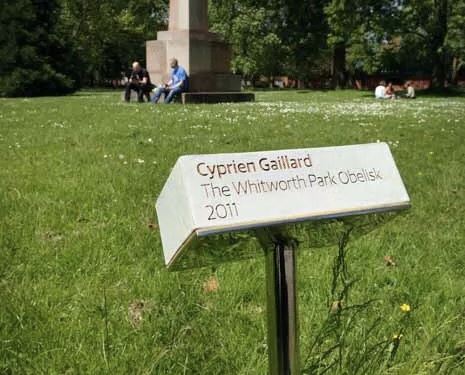 Cyprien Gaillard
The Whitworth Park Obelisk
2011